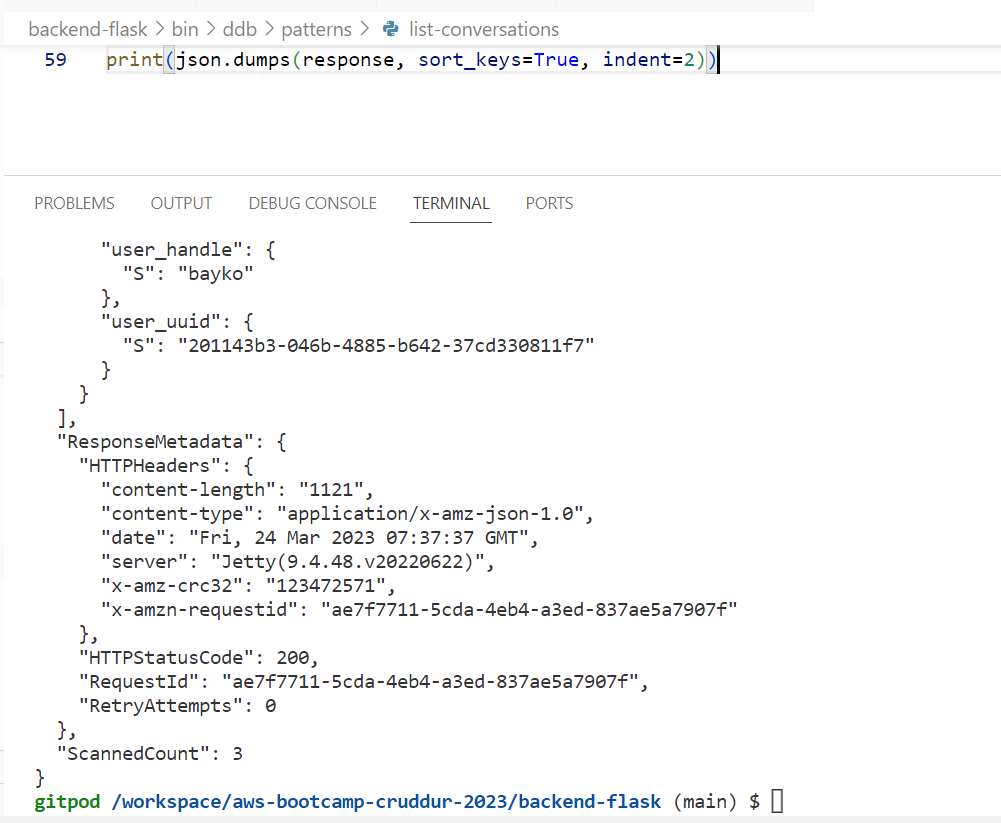 backend-flask > bin > ddb > patterns > list-conversations
59 print(json.dumps(response, sort_keys=True, indent=2))
PROBLEMS OUTPUT DEBUG CONSOLE TERMINAL PORTS
      "user_handle": {
        "S": "bayko"
      },
      "user_uuid": {
        "S": "201143b3-046b-4885-b642-37cd330811f7"
      }
    }
  ],
  "ResponseMetadata": {
    "HTTPHeaders": {
      "content-length": "1121",
      "content-type": "application/x-amz-json-1.0",
      "date": "Fri, 24 Mar 2023 07:37:37 GMT",
      "server": "Jetty(9.4.48.v20220622)",
      "x-amz-crc32": "123472571",
      "x-amzn-requestid": "ae7f7711-5cda-4eb4-a3ed-837ae5a7907f"
    },
    "HTTPStatusCode": 200,
    "RequestId": "ae7f7711-5cda-4eb4-a3ed-837ae5a7907f",
    "RetryAttempts": 0
  },
  "ScannedCount": 3
}
gitpod /workspace/aws-bootcamp-cruddur-2023/backend-flask (main) $